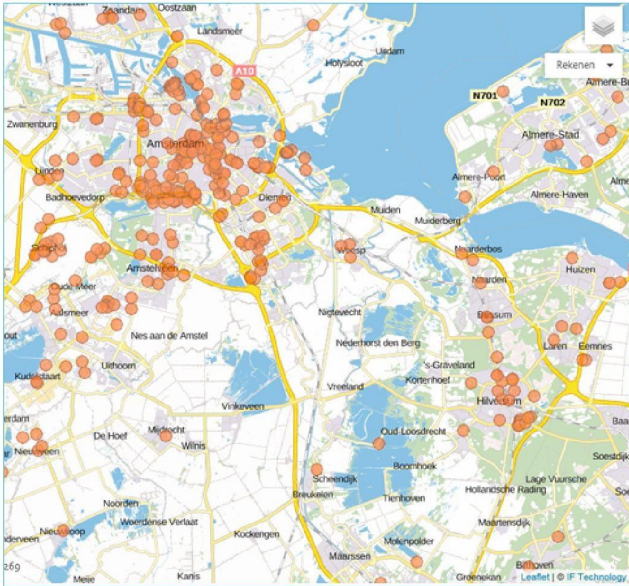 Zaandam
Oostzaan
Landsmeer
Uitdam
Holysloot
A10
Rekenen
N701
N702
Almere-Stad
Zwanenburg
Amsterdam
Badhoevedorp
Almere-Poort
Almere-Haven
Diemen
Muiden
Muiderberg
Schiphol
Weesp
Naarderbos
Amstelveen
Naarden
Huizen
Oude Meer
Aalsmeer
Nigtevecht
Bussum
Nes aan de Amstel
Nederhorst den Berg
Laren
Eemnes
Uithoorn
's-Graveland
Kudelstaart
Vreeland
Kortenhoef
Vinkeveen
Hilversum
De Hoef
Mijdrecht
Wilnis
Oud-Loosdrecht
Nieuwveen
Boomhoek
Soestdijk
Scheendijk
Lage Vuursche
Hollandsche Rading
Breukelen
Tienhoven
Noorden
Woerdense Verlaat
Maartensdijk
Nieuwkoop
Kockengen
Molenpolder
Maarssen
Bilthoven
269
Meije
Kanis
Groenekan
Leaflet | © IF Technology